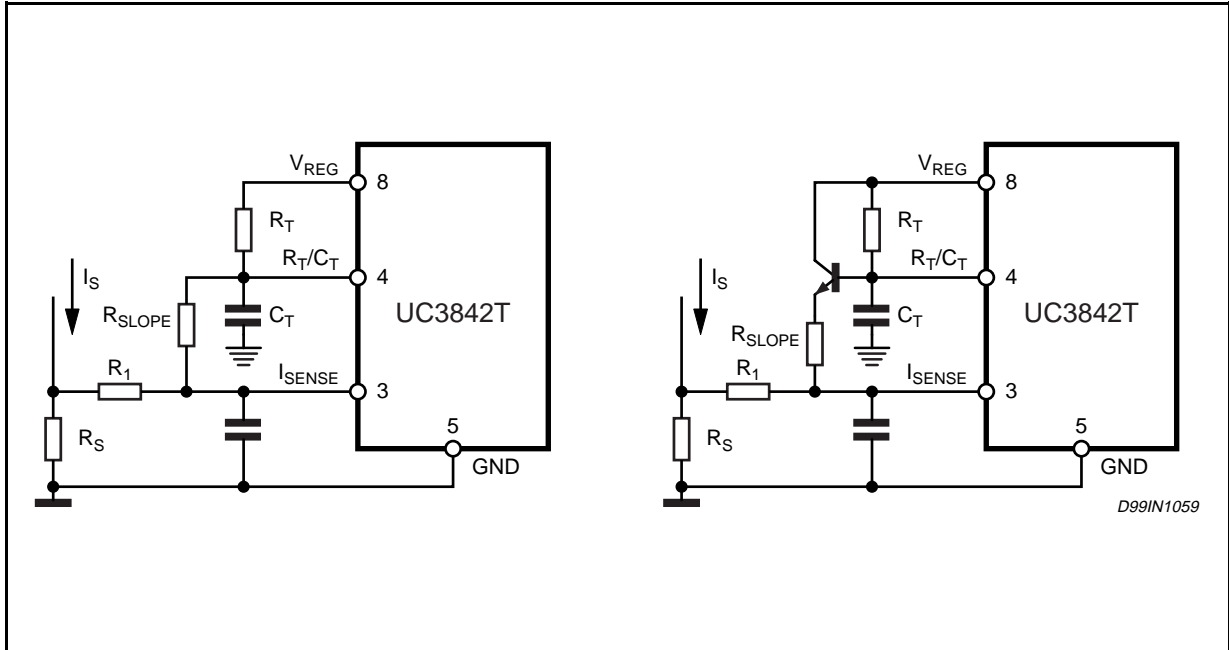 V_REG
8
R_T
R_T/C_T
4
I_S
R_SLOPE
C_T
UC3842T
R_1
I_SENSE
3
R_S
5
GND
V_REG
8
R_T
R_T/C_T
4
I_S
R_SLOPE
C_T
UC3842T
R_1
I_SENSE
3
R_S
5
GND
D99IN1059